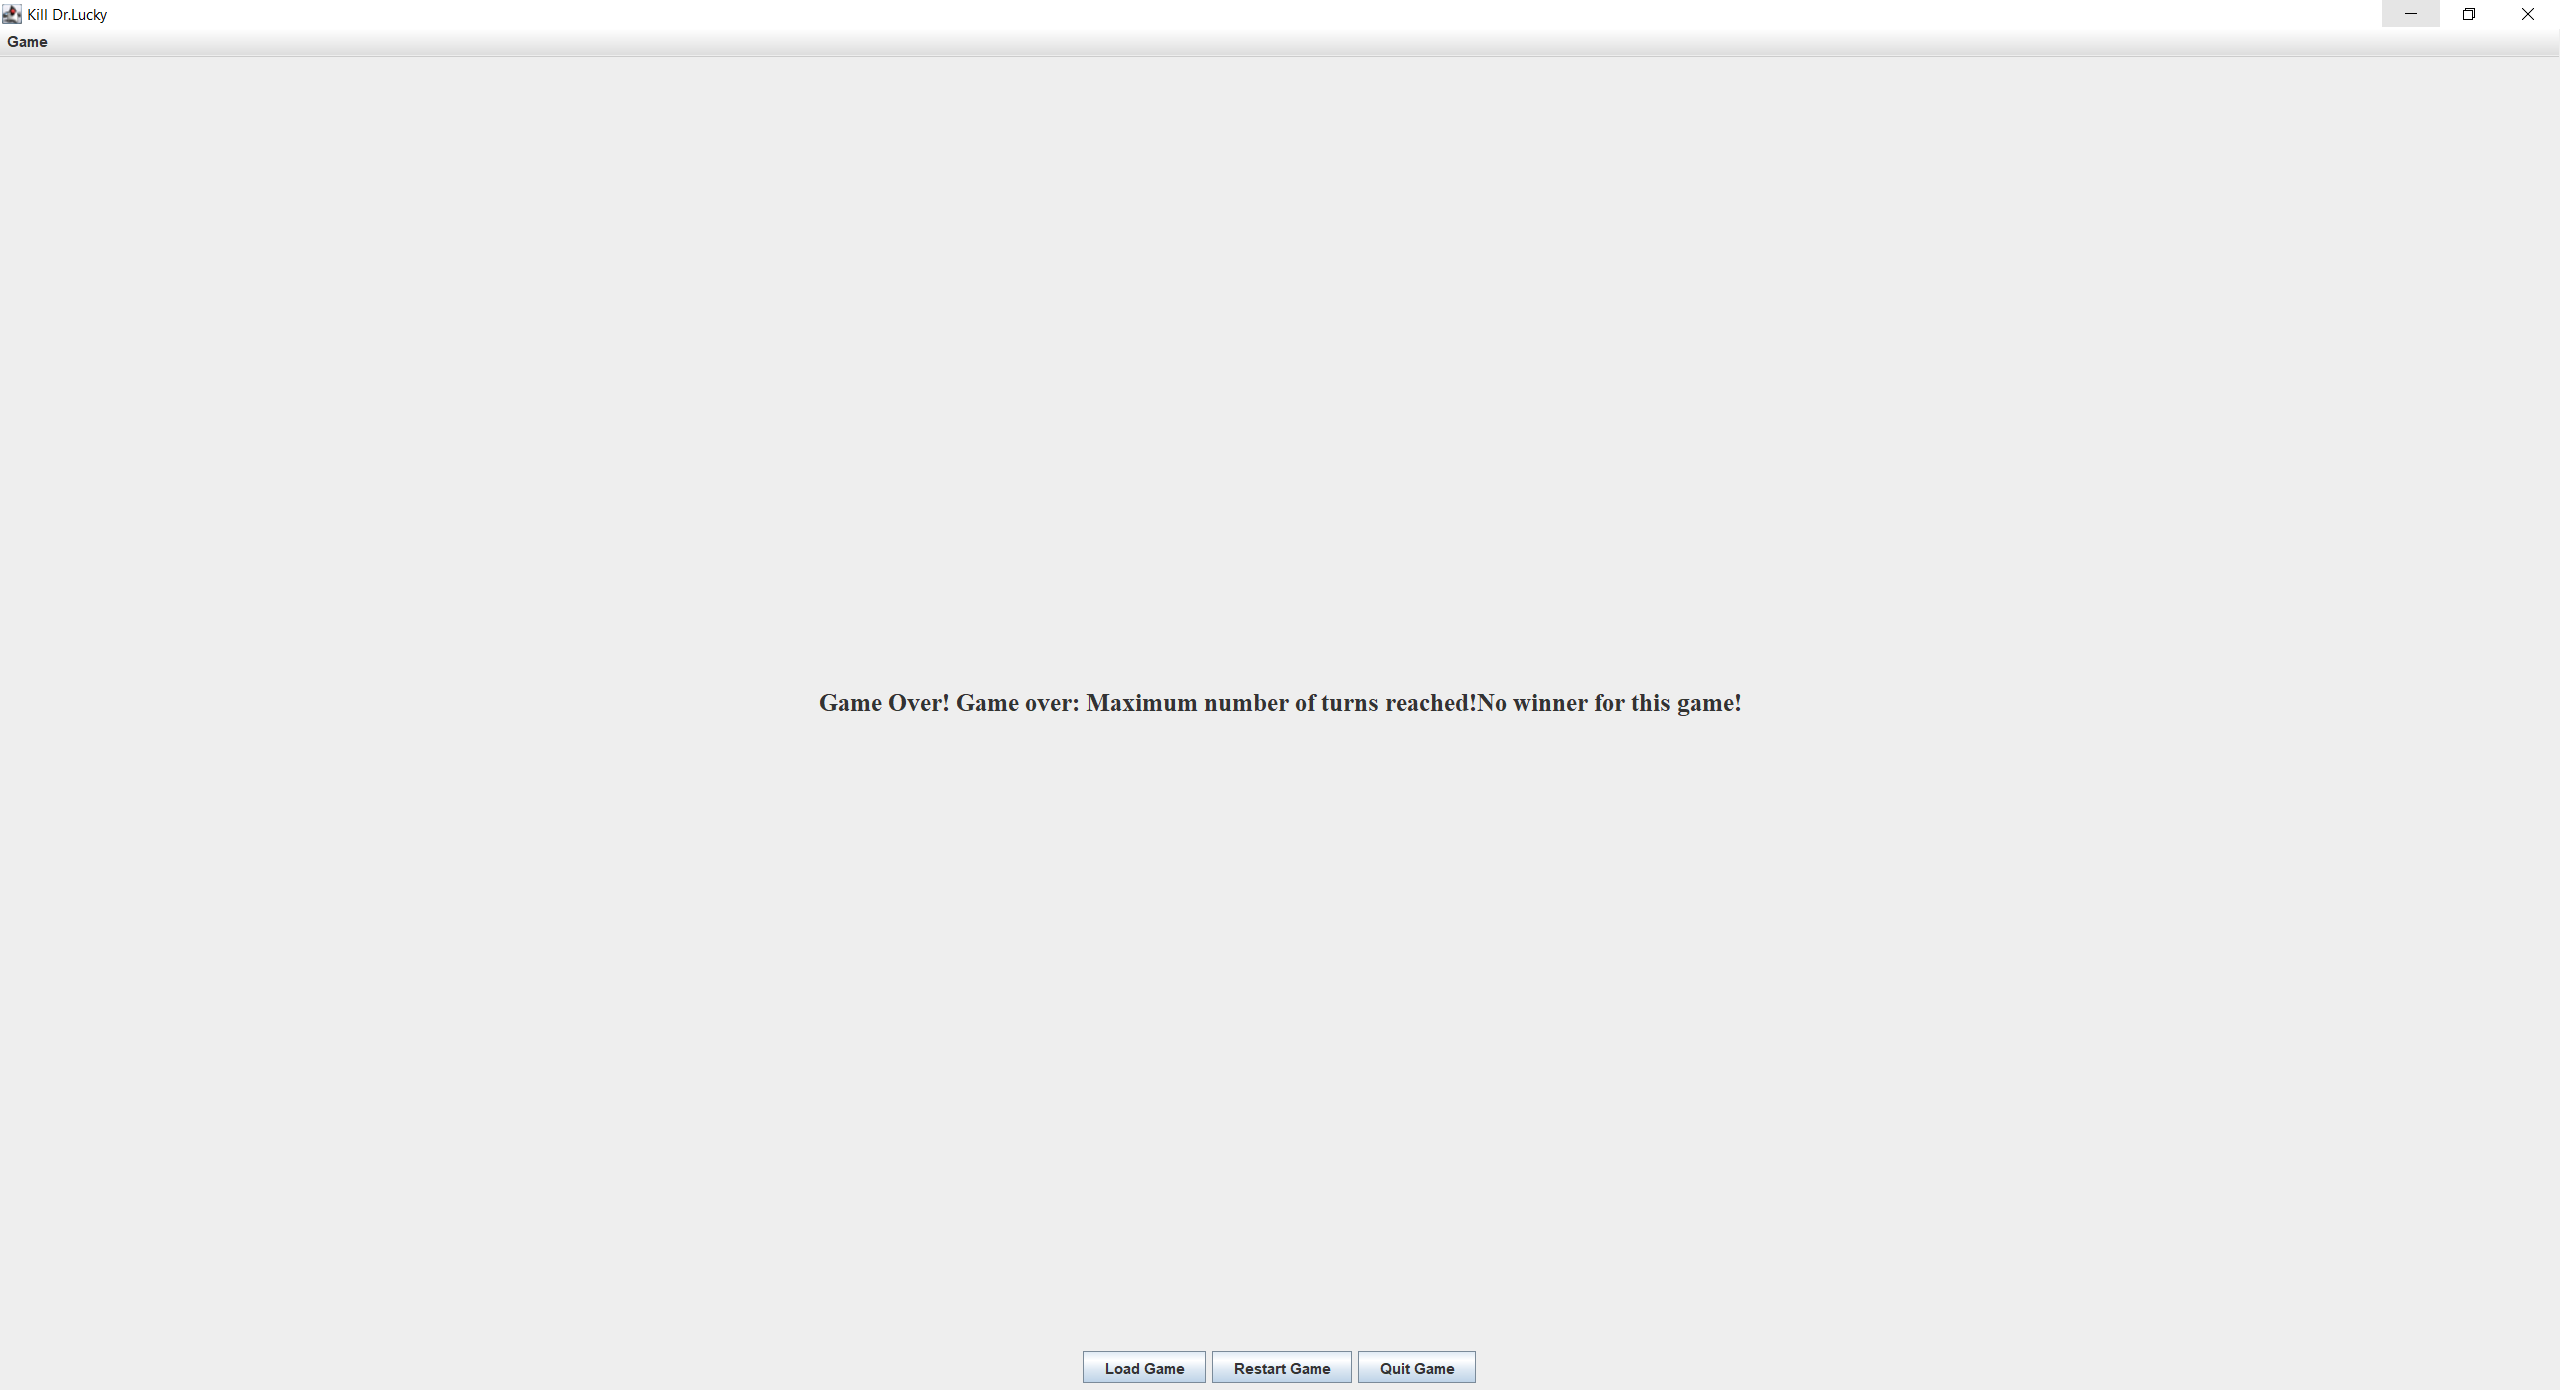 Kill Dr.Lucky
Game
Game Over! Game over: Maximum number of turns reached!No winner for this game!
Load Game
Restart Game
Quit Game